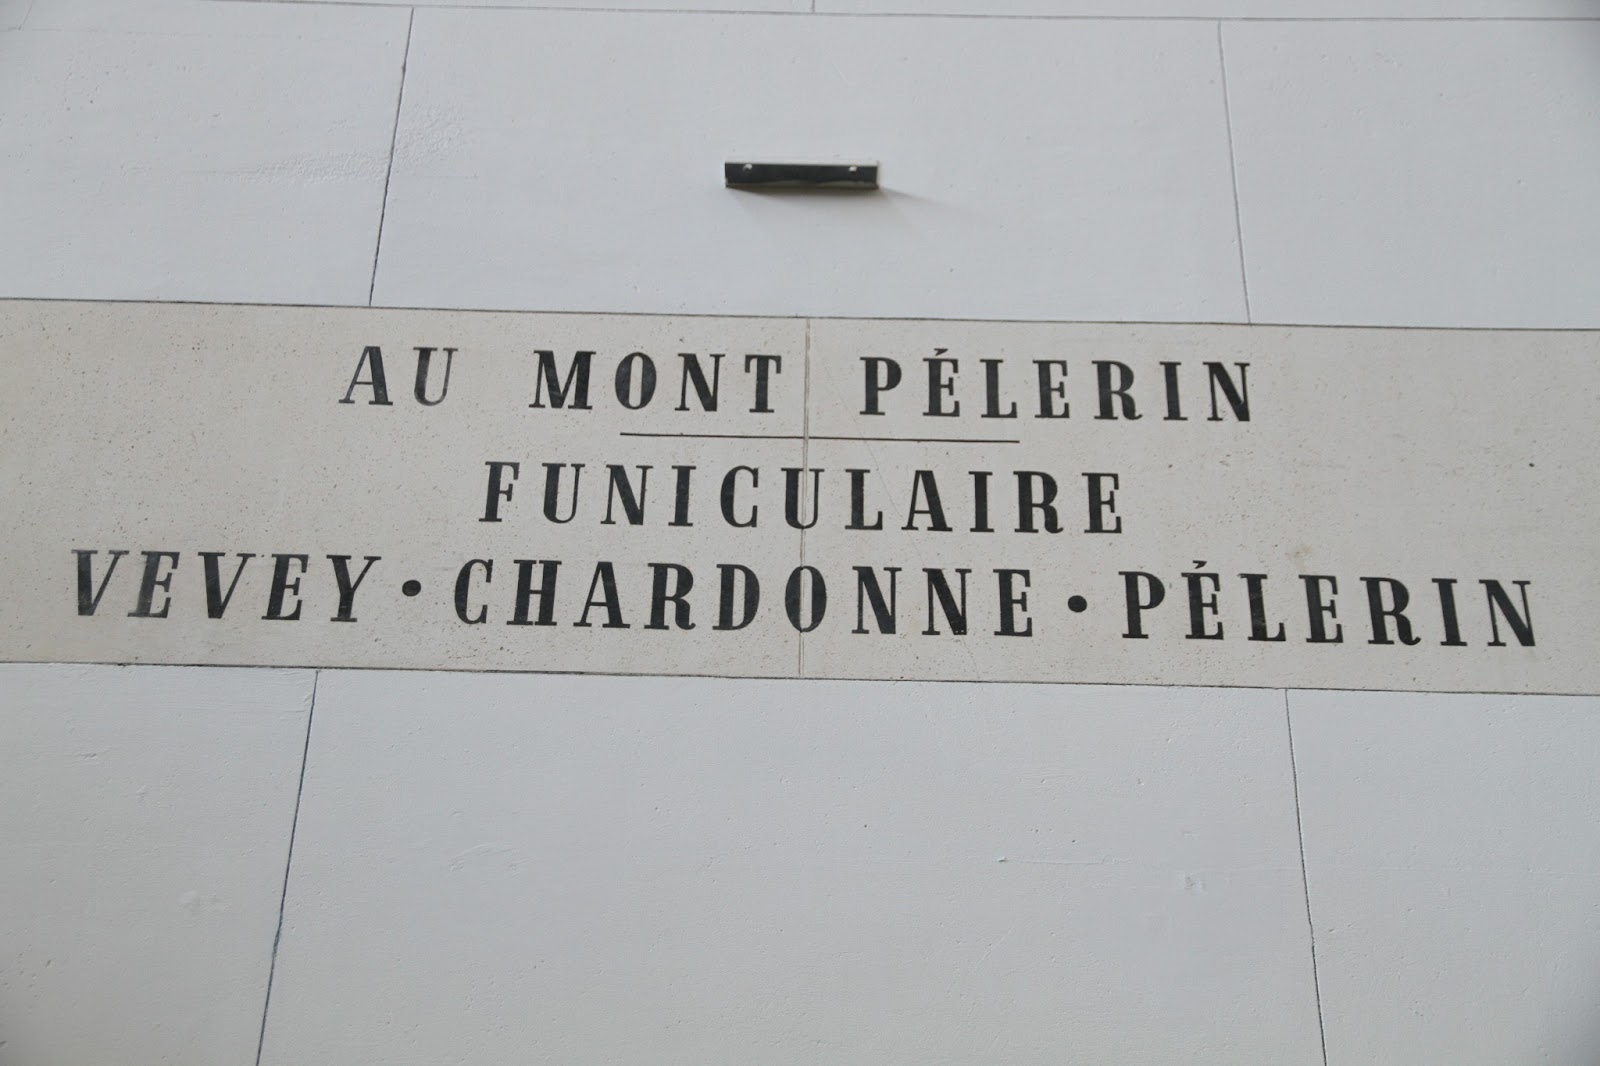 AU MONT PÉLERIN
FUNICULAIRE
VEVEY • CHARDONNE • PÉLERIN